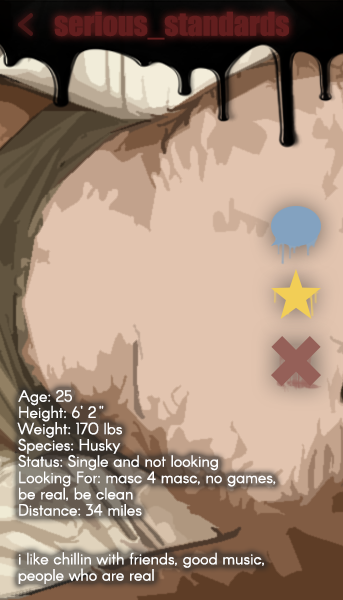 < serious_standards
Age: 25
Height: 6' 2"
Weight: 170 lbs
Species: Husky
Status: Single and not looking
Looking For: masc 4 masc, no games,
be real, be clean
Distance: 34 miles
i like chillin with friends, good music,
people who are real